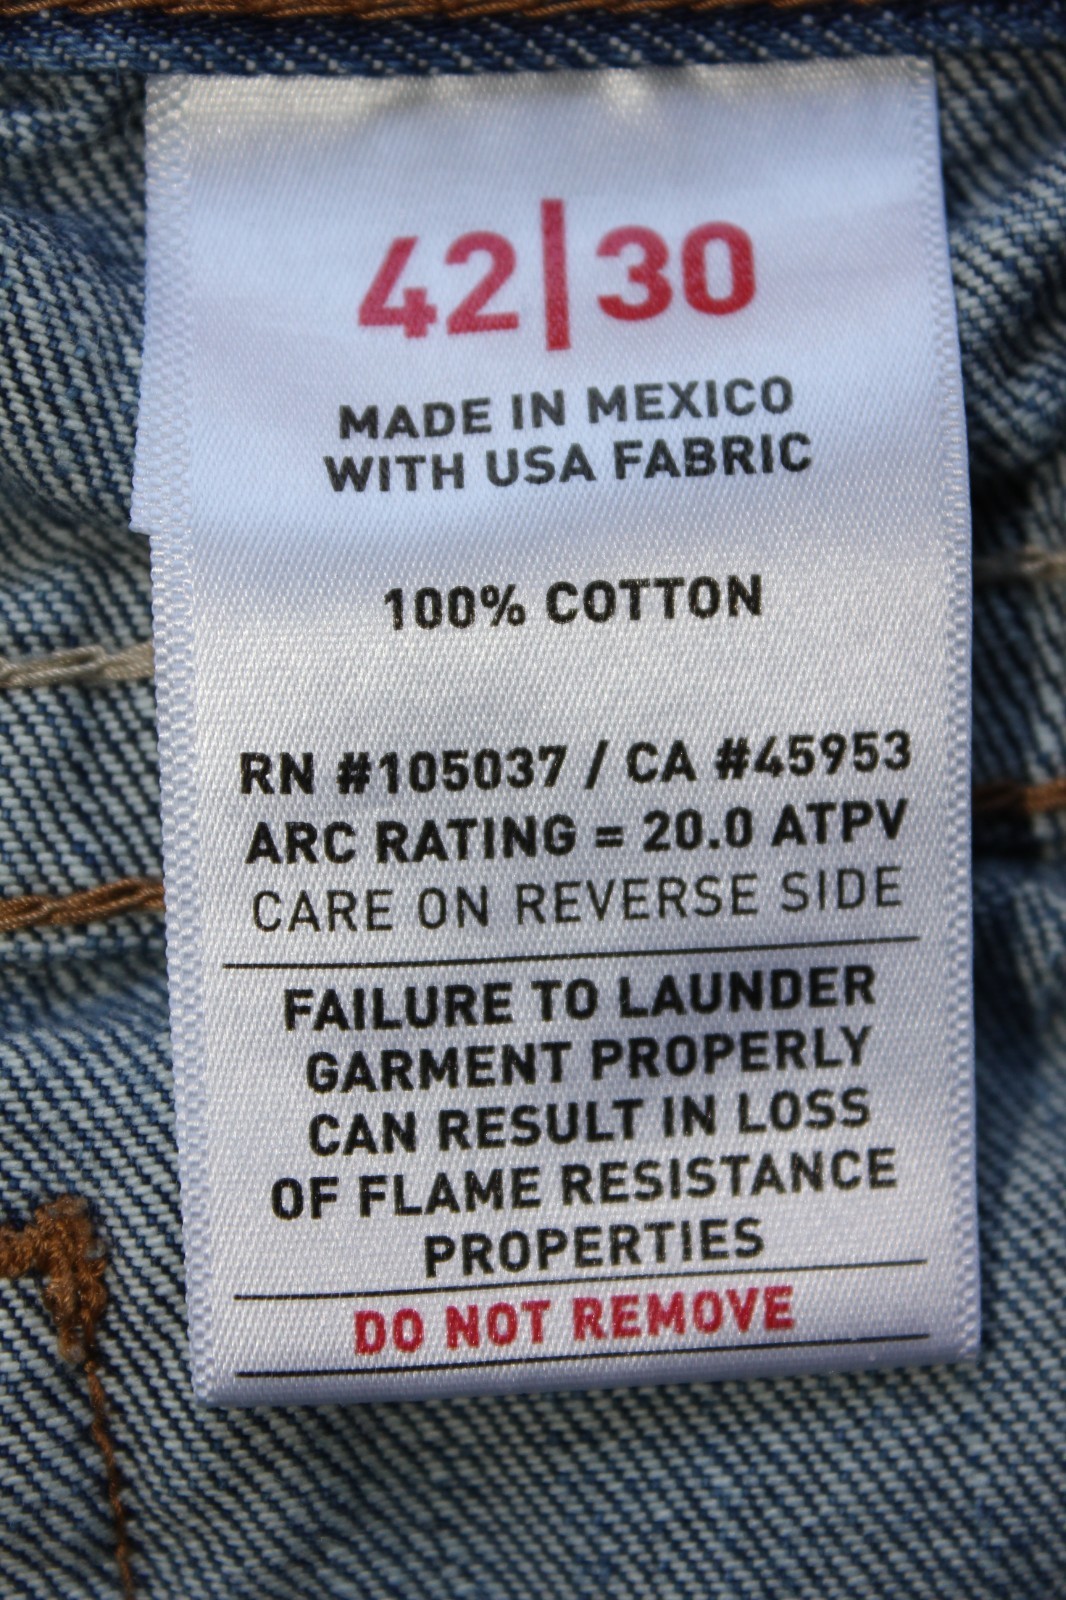 42|30
MADE IN MEXICO
WITH USA FABRIC
100% COTTON
RN #105037 / CA #45953
ARC RATING = 20.0 ATPV
CARE ON REVERSE SIDE
FAILURE TO LAUNDER
GARMENT PROPERLY
CAN RESULT IN LOSS
OF FLAME RESISTANCE
PROPERTIES
DO NOT REMOVE